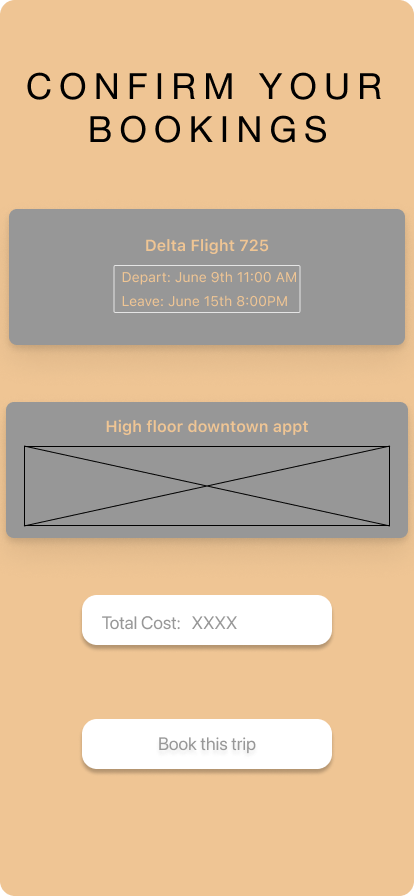 CONFIRM YOUR
BOOKINGS
Delta Flight 725
Depart: June 9th 11:00 AM
Leave: June 15th 8:00PM
High floor downtown appt
Total Cost: XXXX
Book this trip